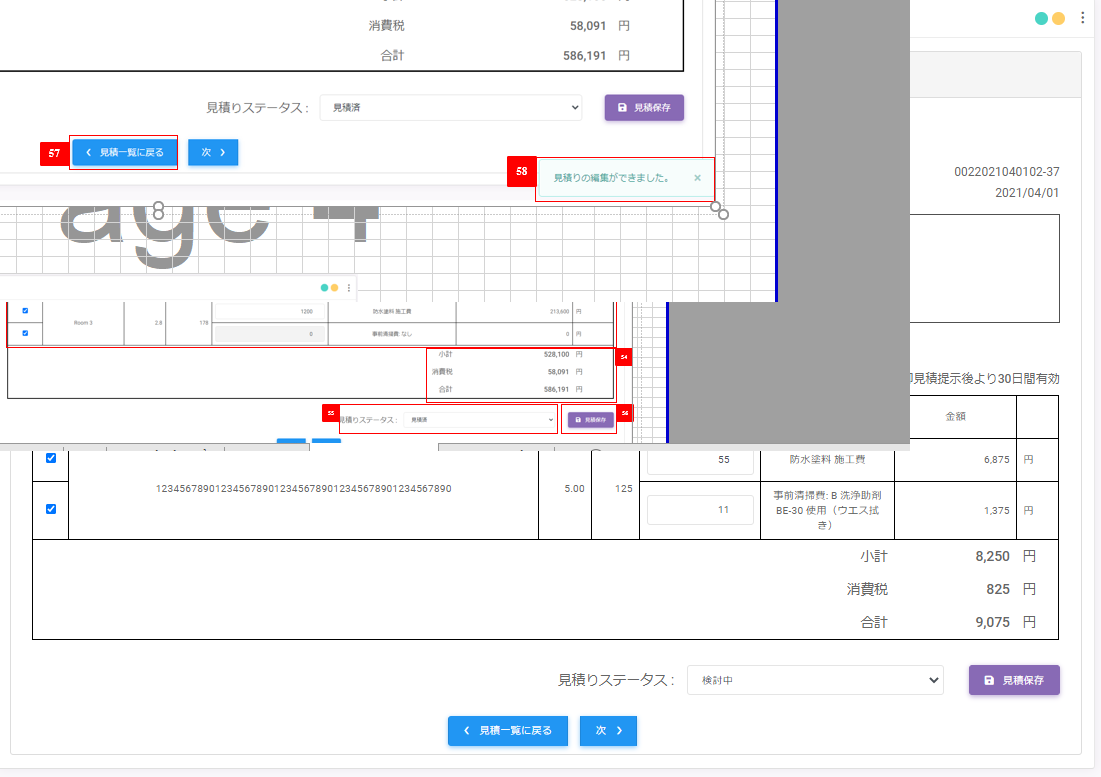 消費税 58,091 円
合計 586,191 円
見積りステータス : 見積済 見積保存
57 見積一覧に戻る 次
58 見積りの編集ができました。 ×
0022021040102-37
2021/04/01
age 4
1200 防水塗料 施工費 213,600 円
Room 3 2.8 178
0 事前清掃費: なし 0 円
小計 528,100 円
54
消費税 58,091 円
合計 586,191 円
55 見積りステータス : 見積済 見積保存 56
見積提示後より30日間有効
金額
55 防水塗料 施工費 6,875 円
12345678901234567890123456789012345678901234567890 5.00 125
11 事前清掃費: B 洗浄助剤 BE-30 使用（ウエス拭き） 1,375 円
小計 8,250 円
消費税 825 円
合計 9,075 円
見積りステータス : 検討中 見積保存
見積一覧に戻る 次